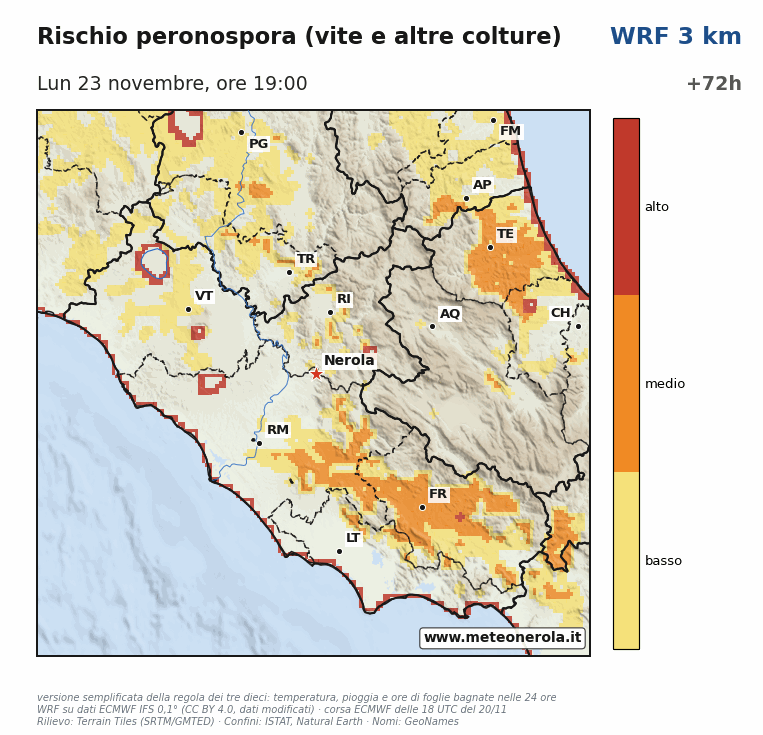 Rischio peronospora (vite e altre colture)
WRF 3 km
Lun 23 novembre, ore 19:00
+72h
FM
PG
AP
TE
TR
RI
VT
AQ
CH
Nerola
RM
FR
LT
www.meteonerola.it
alto
medio
basso
versione semplificata della regola dei tre dieci: temperatura, pioggia e ore di foglie bagnate nelle 24 ore
WRF su dati ECMWF IFS 0,1° (CC BY 4.0, dati modificati) · corsa ECMWF delle 18 UTC del 20/11
Rilievo: Terrain Tiles (SRTM/GMTED) · Confini: ISTAT, Natural Earth · Nomi: GeoNames